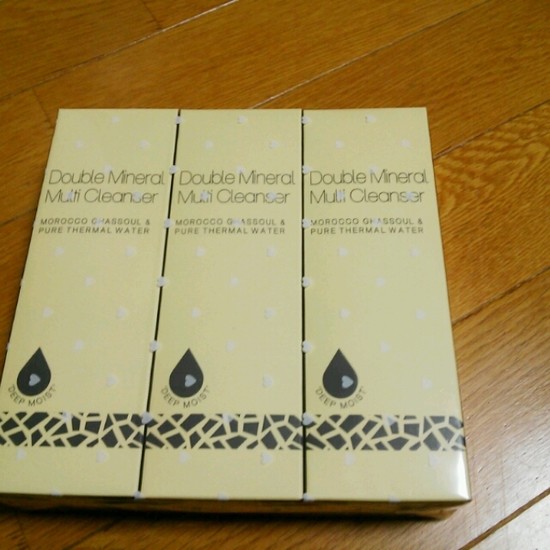 Double Mineral
Multi Cleanser
MOROCCO GHASSOUL &
PURE THERMAL WATER
DEEP MOIST
Double Mineral
Multi Cleanser
MOROCCO GHASSOUL &
PURE THERMAL WATER
DEEP MOIST
Double Mineral
Multi Cleanser
MOROCCO GHASSOUL &
PURE THERMAL WATER
DEEP MOIST